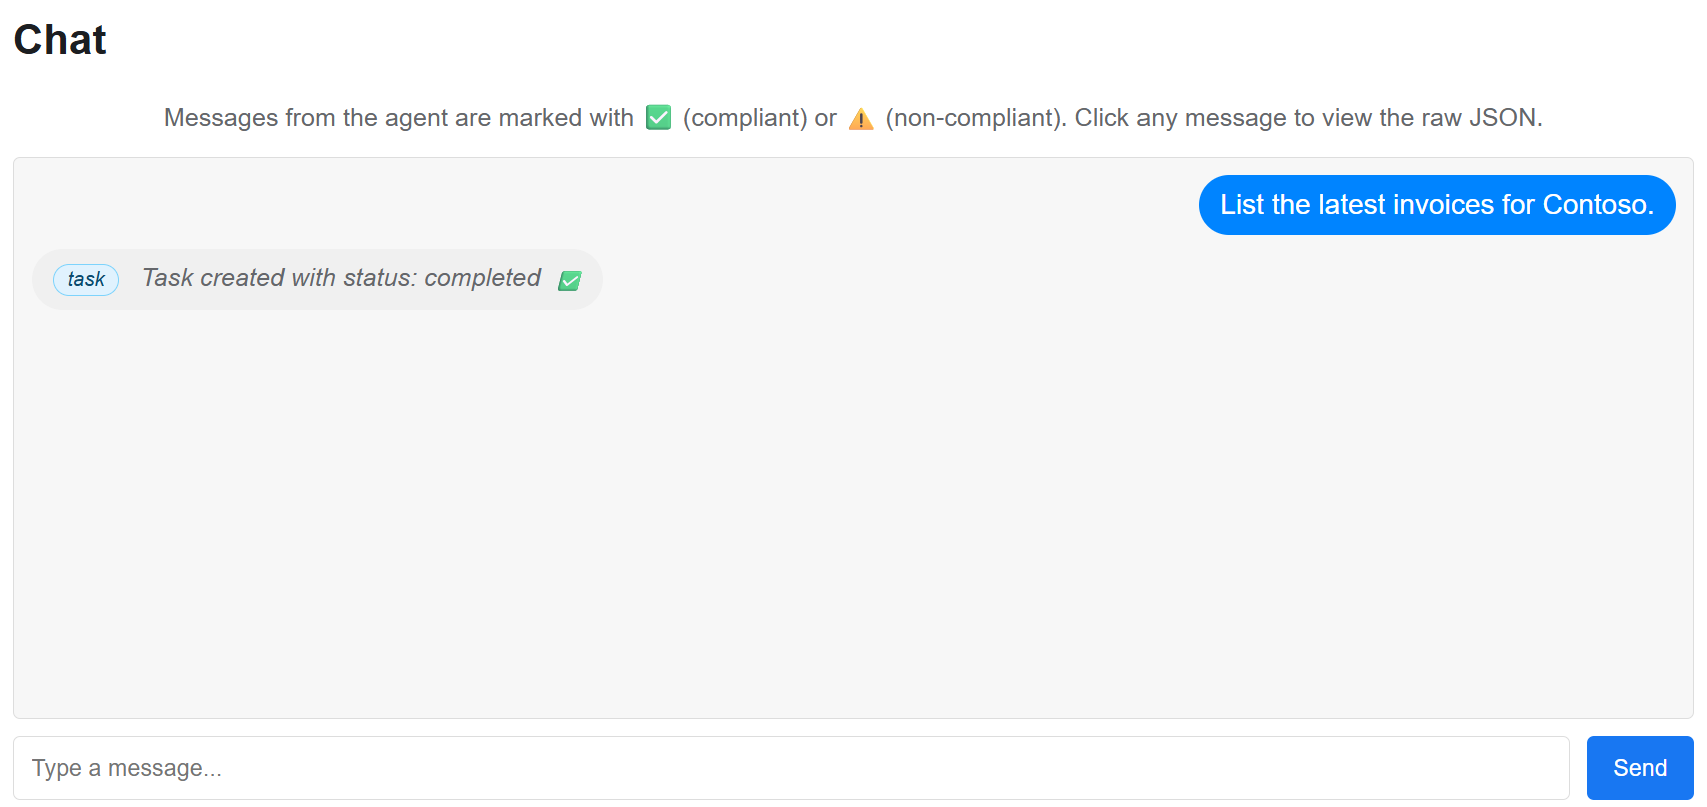 Chat
Messages from the agent are marked with ✅ (compliant) or ⚠️ (non-compliant). Click any message to view the raw JSON.
List the latest invoices for Contoso.
task Task created with status: completed ✅
Type a message...
Send